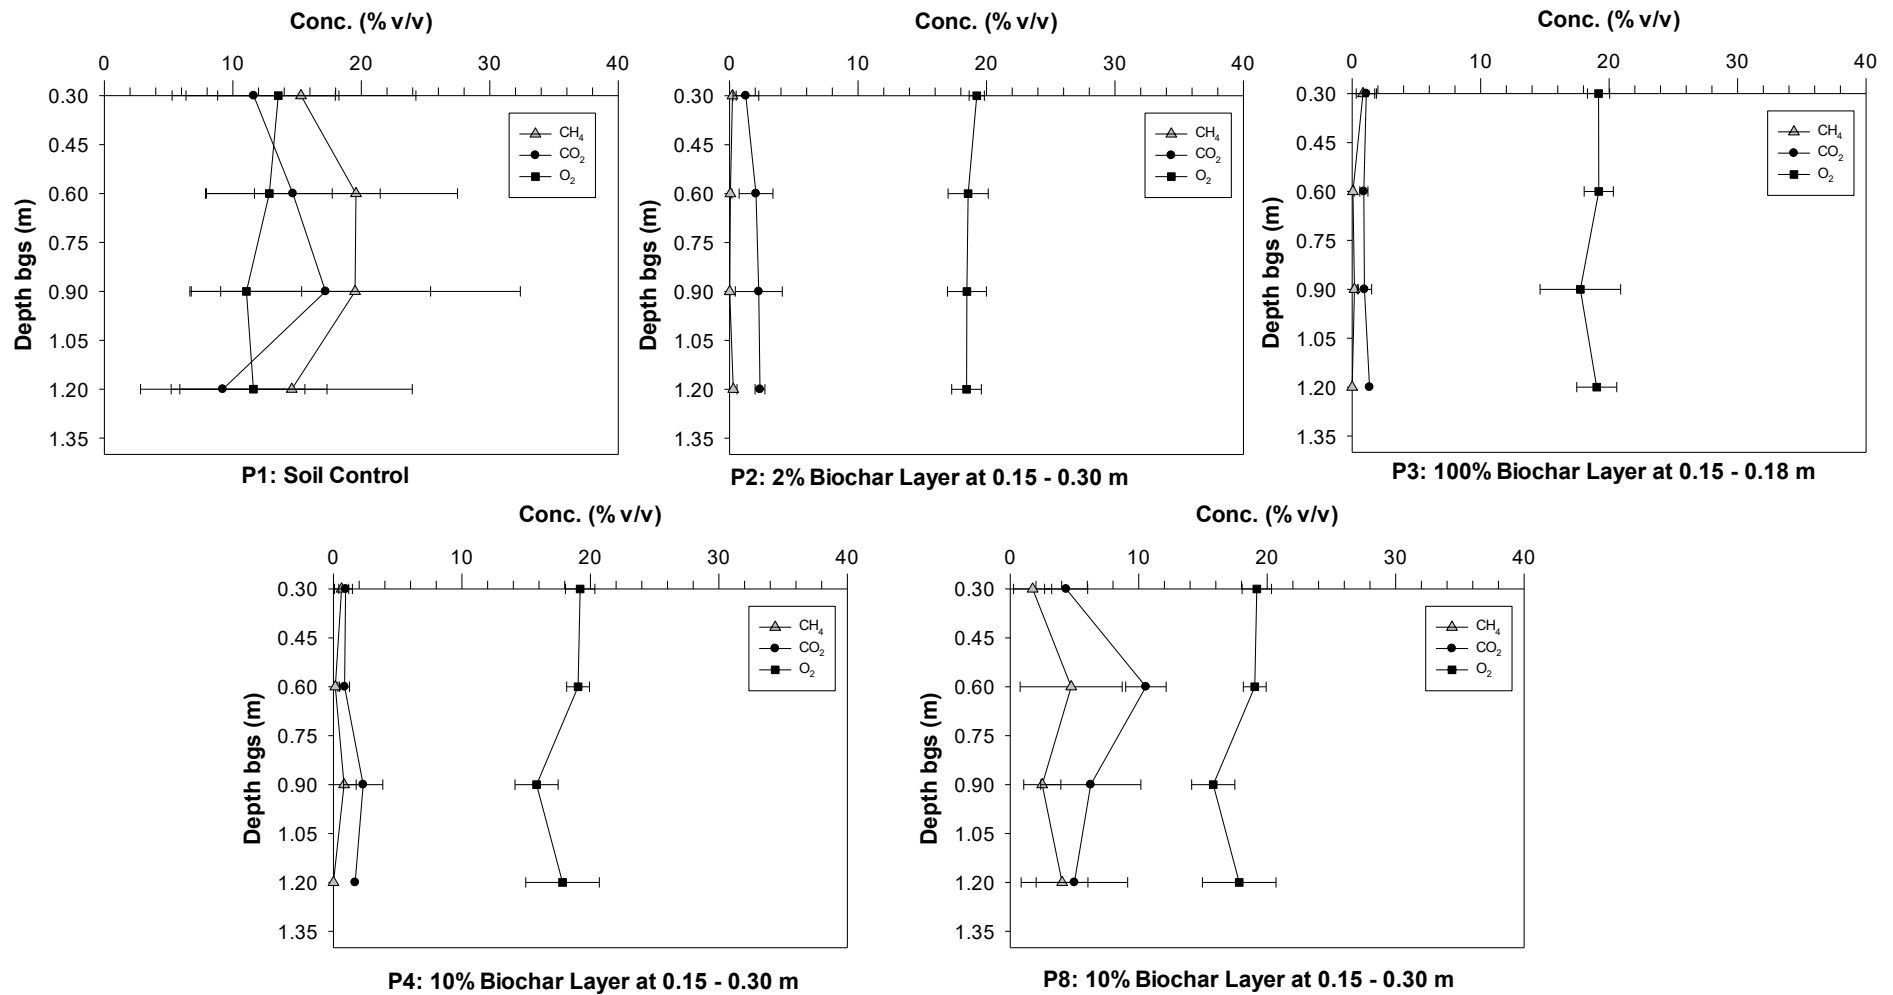 Conc. (% v/v)
0 10 20 30 40
0.30
0.45
0.60
0.75
0.90
1.05
1.20
1.35
Depth bgs (m)
CH4
CO2
O2
P1: Soil Control
Conc. (% v/v)
0 10 20 30 40
0.30
0.45
0.60
0.75
0.90
1.05
1.20
1.35
Depth bgs (m)
CH4
CO2
O2
P2: 2% Biochar Layer at 0.15 - 0.30 m
Conc. (% v/v)
0 10 20 30 40
0.30
0.45
0.60
0.75
0.90
1.05
1.20
1.35
Depth bgs (m)
CH4
CO2
O2
P3: 100% Biochar Layer at 0.15 - 0.18 m
Conc. (% v/v)
0 10 20 30 40
0.30
0.45
0.60
0.75
0.90
1.05
1.20
1.35
Depth bgs (m)
CH4
CO2
O2
P4: 10% Biochar Layer at 0.15 - 0.30 m
Conc. (% v/v)
0 10 20 30 40
0.30
0.45
0.60
0.75
0.90
1.05
1.20
1.35
Depth bgs (m)
CH4
CO2
O2
P8: 10% Biochar Layer at 0.15 - 0.30 m